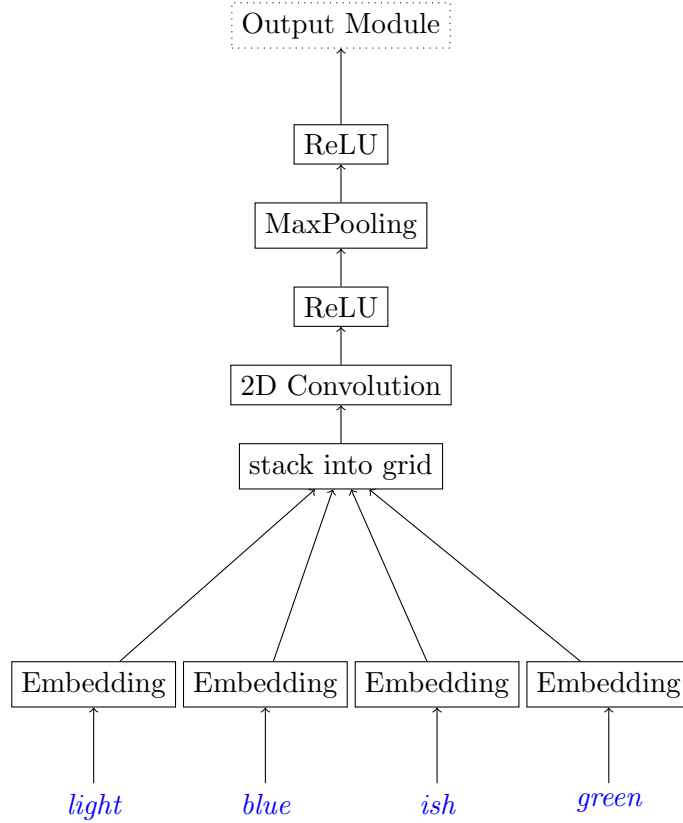 Output Module
ReLU
MaxPooling
ReLU
2D Convolution
stack into grid
Embedding Embedding Embedding Embedding
light blue ish green